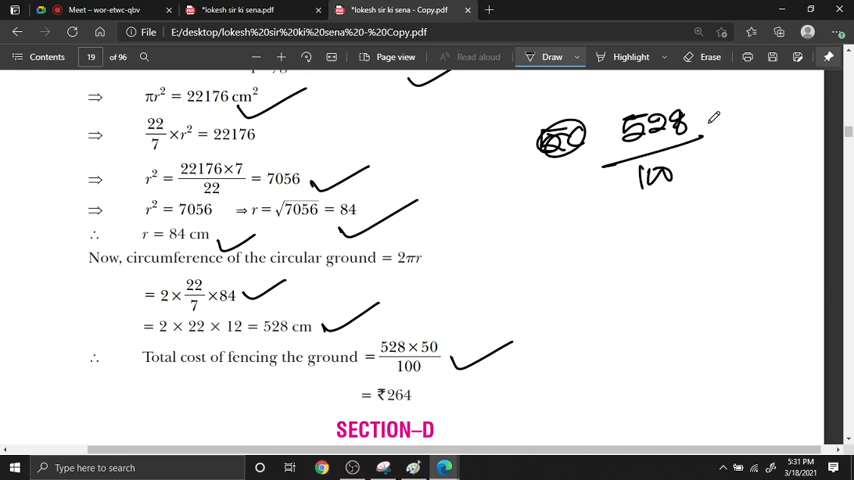 Meet – wor-etwc-qbv
*lokesh sir ki sena.pdf
*lokesh sir ki sena - Copy.pdf
File
E:/desktop/lokesh%20sir%20ki%20sena%20-%20Copy.pdf
Contents
19 of 96
Page view
Read aloud
Draw
Highlight
Erase
⇒ πr² = 22176 cm²
⇒ 22/7 × r² = 22176
⇒ r² = 22176×7/22 = 7056
⇒ r² = 7056 ⇒ r = √7056 = 84
∴ r = 84 cm
Now, circumference of the circular ground = 2πr
= 2 × 22/7 × 84
= 2 × 22 × 12 = 528 cm
∴ Total cost of fencing the ground = 528 × 50/100
= ₹264
SECTION–D
50 528/100
Type here to search
5:31 PM
3/18/2021